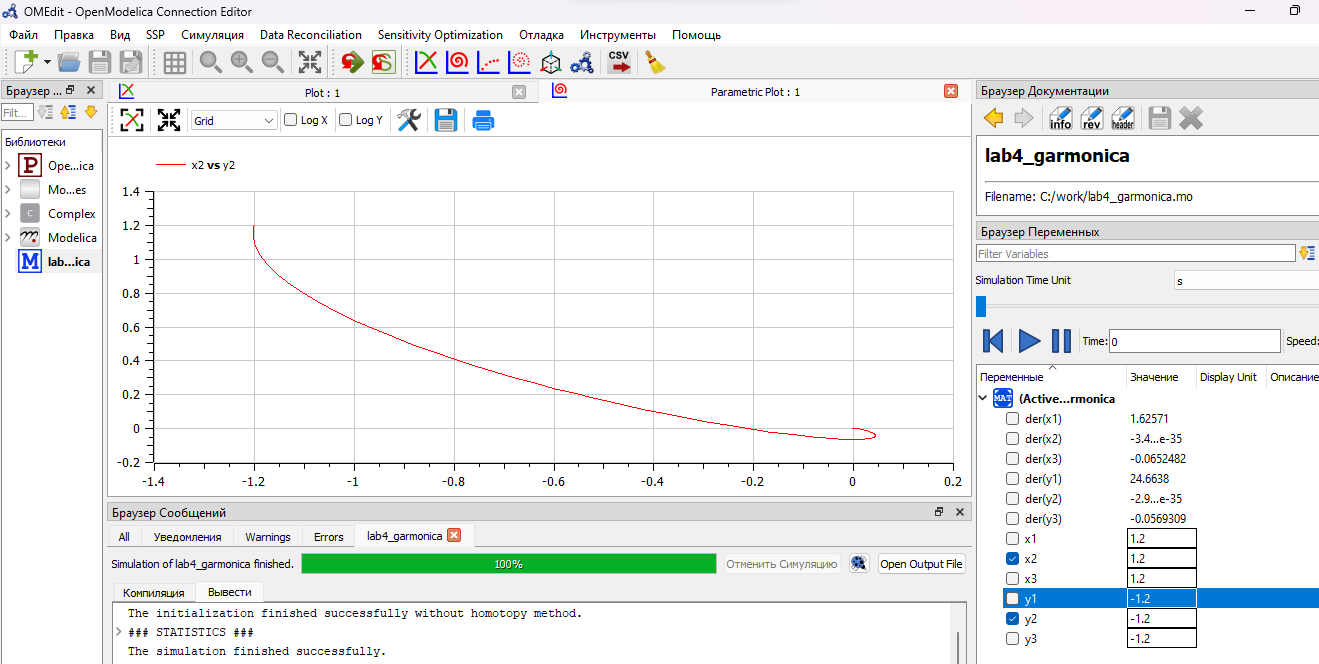 OMEdit - OpenModelica Connection Editor
Файл Правка Вид SSP Симуляция Data Reconciliation Sensitivity Optimization Отладка Инструменты Помощь
CSV
Браузер ...
Filt...
Библиотеки
P Ope...ica
Mo...es
C Complex
Modelica
M lab...ica
Plot : 1
Parametric Plot : 1
Grid Log X Log Y
x2 vs y2
1.4
1.2
1
0.8
0.6
0.4
0.2
0
-0.2
-1.4 -1.2 -1 -0.8 -0.6 -0.4 -0.2 0 0.2
Браузер Сообщений
All Уведомления Warnings Errors lab4_garmonica
Simulation of lab4_garmonica finished. 100% Отменить Симуляцию Open Output File
Компиляция Вывести
The initialization finished successfully without homotopy method.
### STATISTICS ###
The simulation finished successfully.
Браузер Документации
info rev header
lab4_garmonica
Filename: C:/work/lab4_garmonica.mo
Браузер Переменных
Filter Variables
Simulation Time Unit s
Time: 0 Speed:
Переменные Значение Display Unit Описание
MAT (Active...rmonica
der(x1) 1.62571
der(x2) -3.4...e-35
der(x3) -0.0652482
der(y1) 24.6638
der(y2) -2.9...e-35
der(y3) -0.0569309
x1 1.2
x2 1.2
x3 1.2
y1 -1.2
y2 -1.2
y3 -1.2